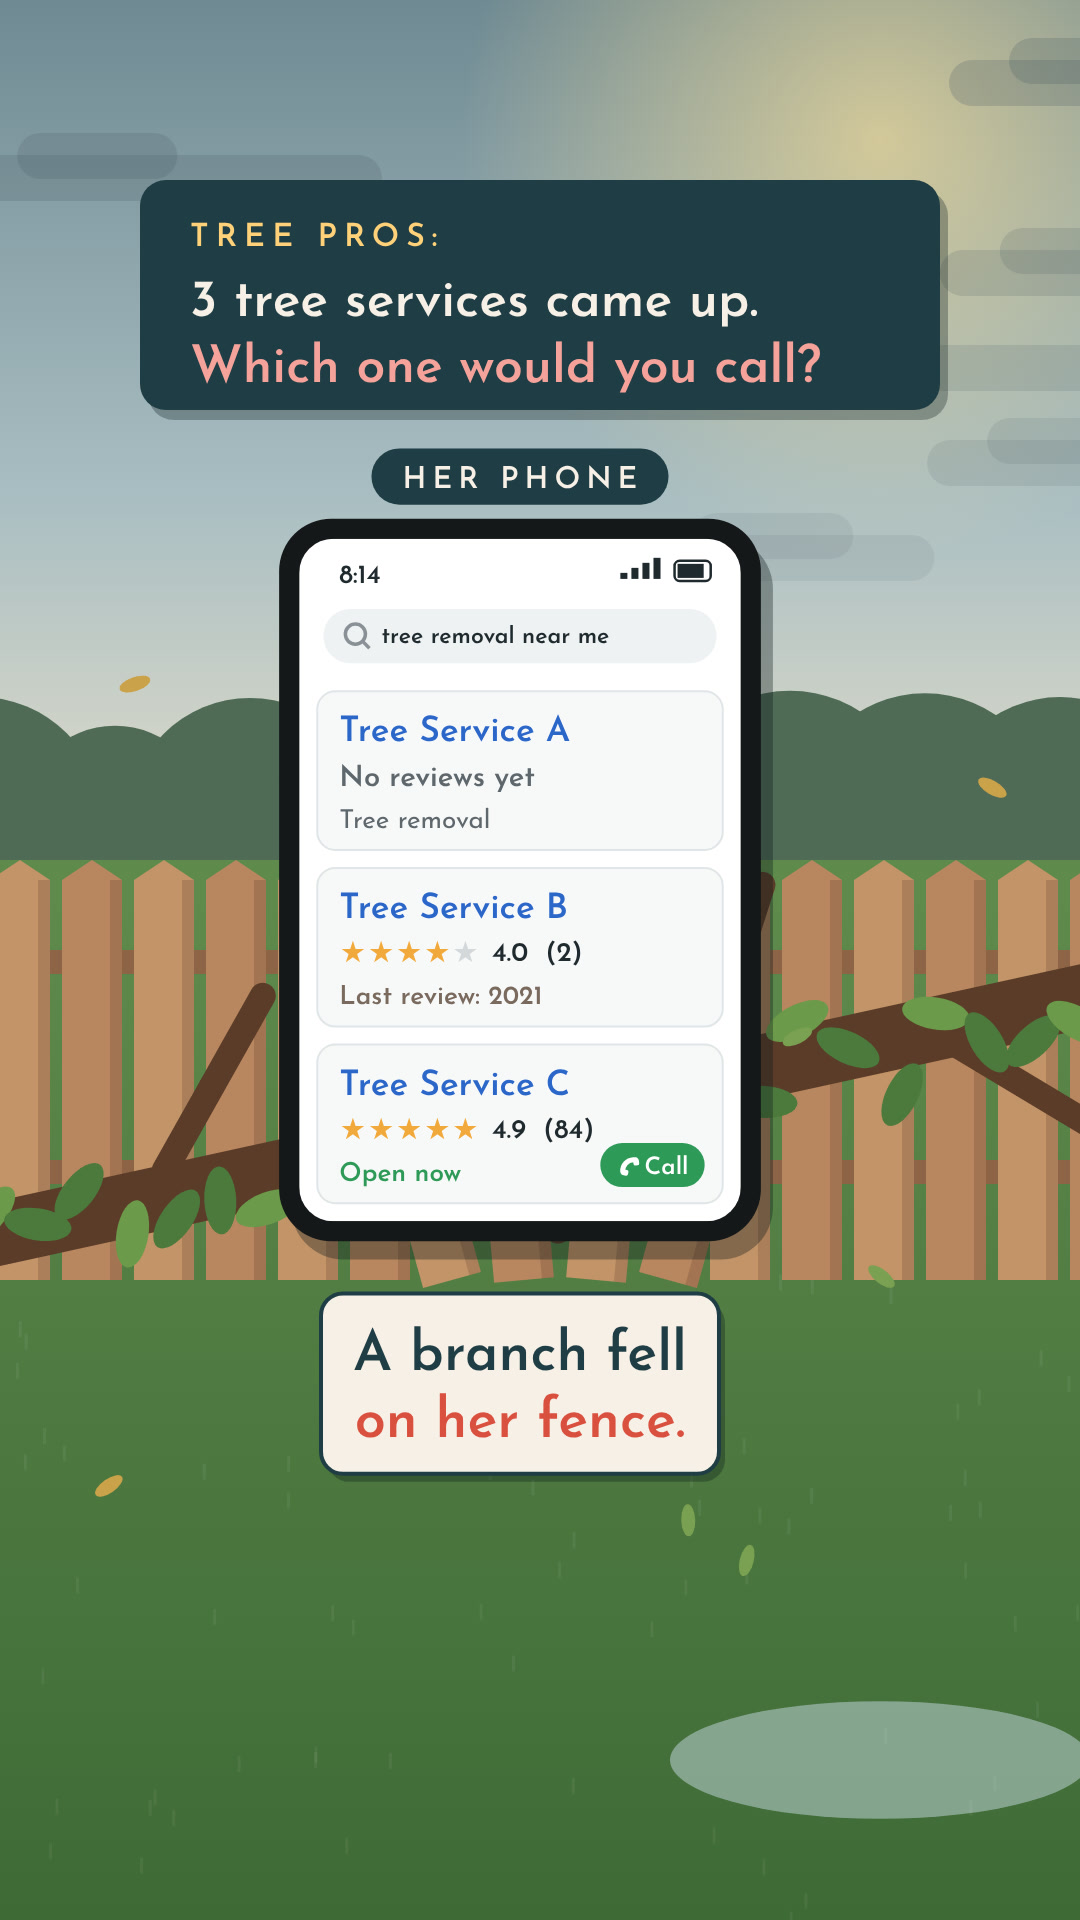 TREE PROS:
3 tree services came up.
Which one would you call?
HER PHONE
8:14
tree removal near me
Tree Service A
No reviews yet
Tree removal
Tree Service B
★★★★★ 4.0 (2)
Last review: 2021
Tree Service C
★★★★★ 4.9 (84)
Open now
Call
A branch fell
on her fence.